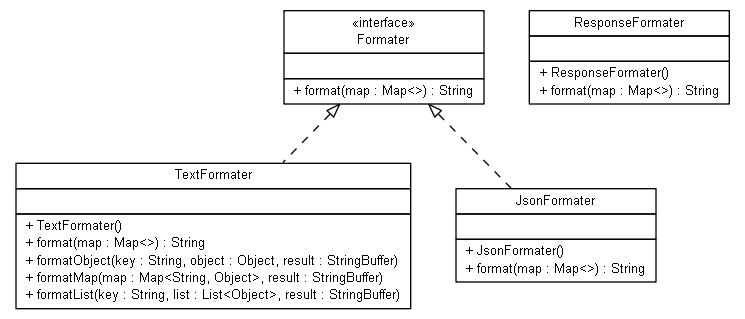 «interface»
Formater
+ format(map : Map<>) : String
ResponseFormater
+ ResponseFormater()
+ format(map : Map<>) : String
TextFormater
+ TextFormater()
+ format(map : Map<>) : String
+ formatObject(key : String, object : Object, result : StringBuffer)
+ formatMap(map : Map<String, Object>, result : StringBuffer)
+ formatList(key : String, list : List<Object>, result : StringBuffer)
JsonFormater
+ JsonFormater()
+ format(map : Map<>) : String